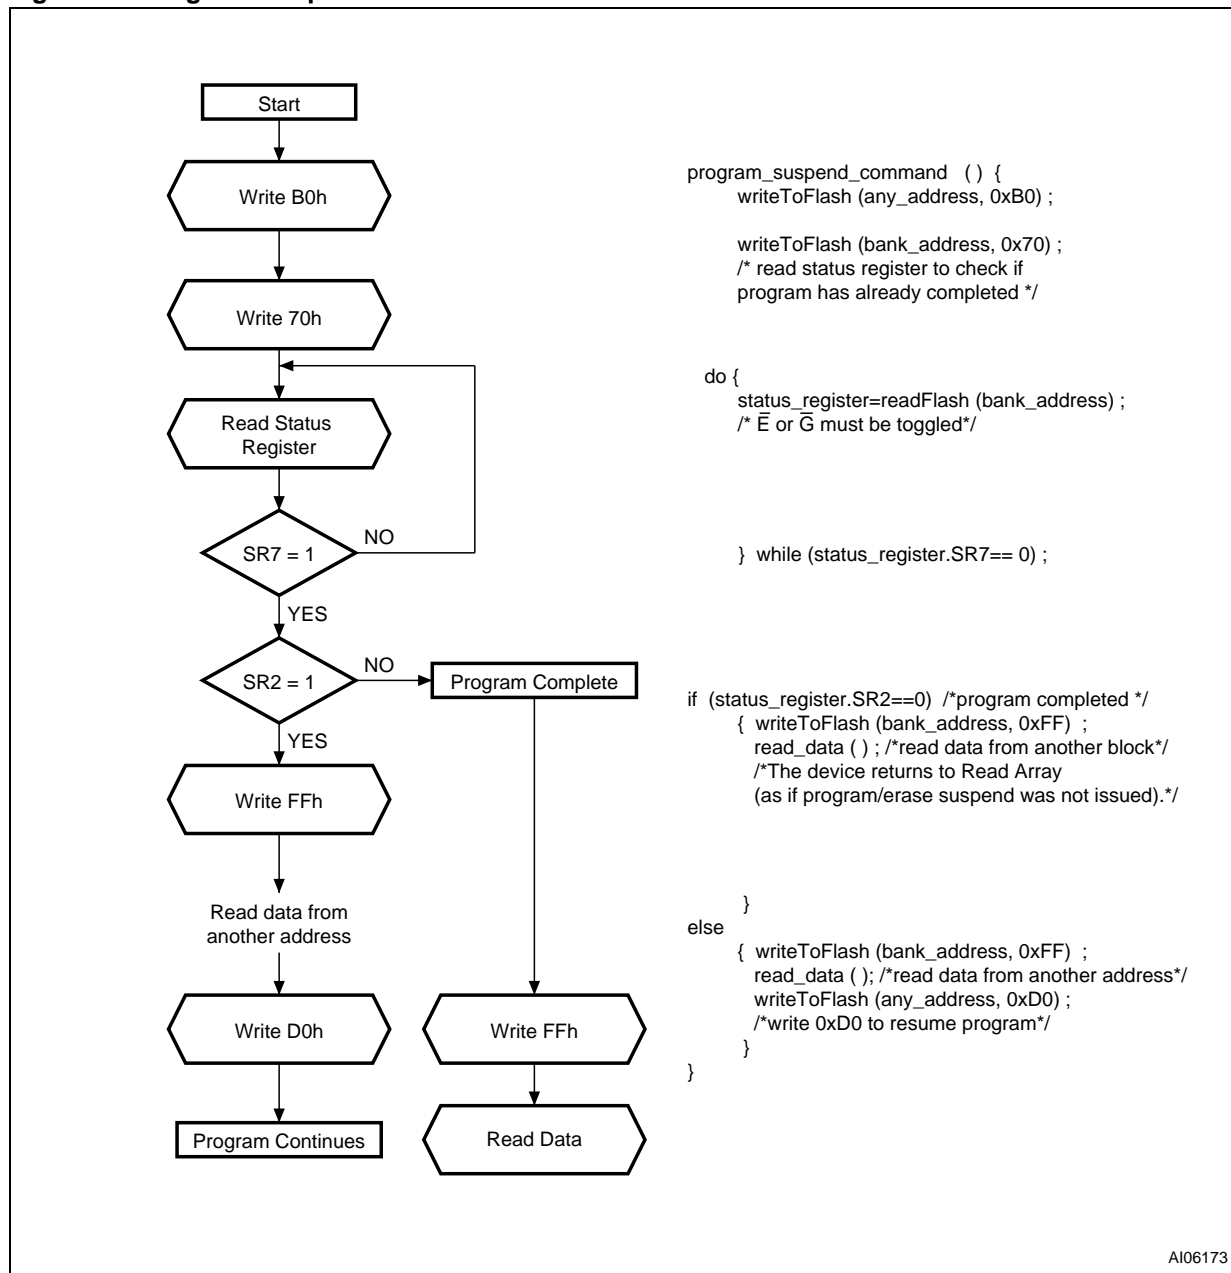 Start
Write B0h
Write 70h
Read Status
Register
SR7 = 1
NO
YES
SR2 = 1
NO
Program Complete
YES
Write FFh
Read data from
another address
Write D0h
Write FFh
Program Continues
Read Data
program_suspend_command ( ) {
writeToFlash (any_address, 0xB0) ;
writeToFlash (bank_address, 0x70) ;
/* read status register to check if
program has already completed */
do {
status_register=readFlash (bank_address) ;
/* E̅ or G̅ must be toggled*/
} while (status_register.SR7== 0) ;
if (status_register.SR2==0) /*program completed */
{ writeToFlash (bank_address, 0xFF) ;
read_data ( ) ; /*read data from another block*/
/*The device returns to Read Array
(as if program/erase suspend was not issued).*/
}
else
{ writeToFlash (bank_address, 0xFF) ;
read_data ( ); /*read data from another address*/
writeToFlash (any_address, 0xD0) ;
/*write 0xD0 to resume program*/
}
}
AI06173